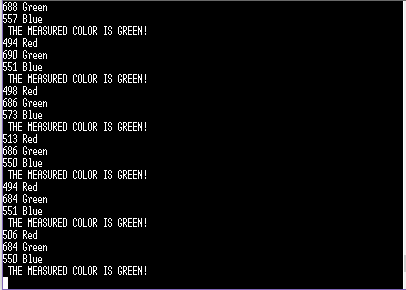 688 Green
557 Blue
THE MEASURED COLOR IS GREEN!
494 Red
690 Green
551 Blue
THE MEASURED COLOR IS GREEN!
498 Red
686 Green
573 Blue
THE MEASURED COLOR IS GREEN!
513 Red
686 Green
550 Blue
THE MEASURED COLOR IS GREEN!
494 Red
684 Green
551 Blue
THE MEASURED COLOR IS GREEN!
506 Red
684 Green
550 Blue
THE MEASURED COLOR IS GREEN!